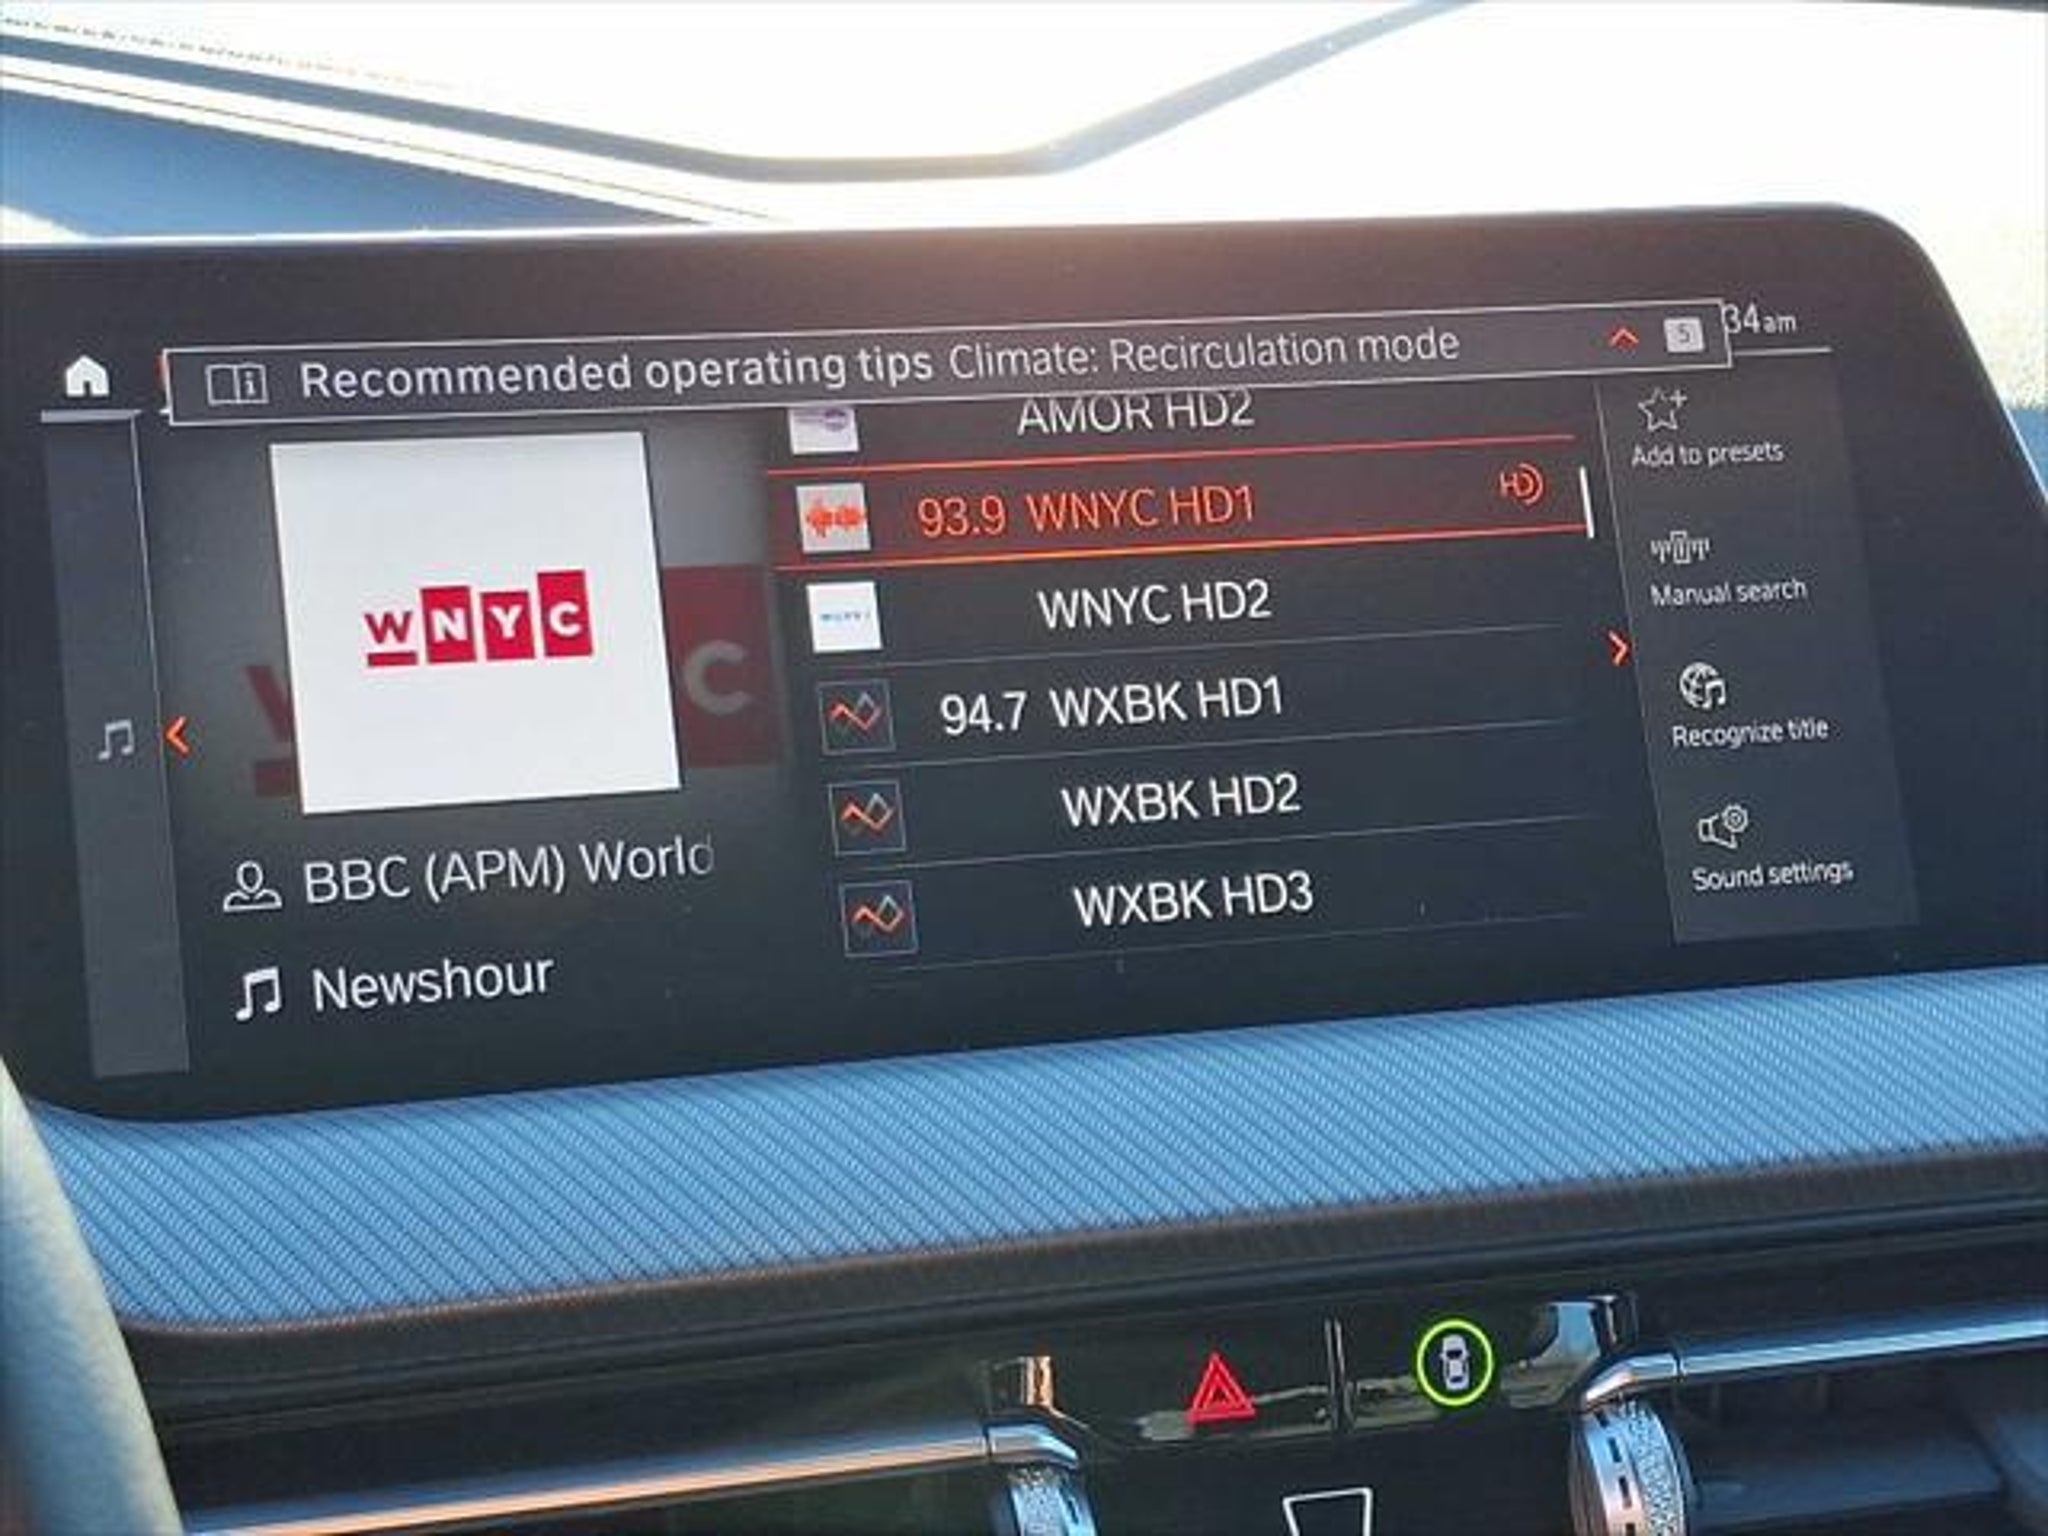 Recommended operating tips Climate: Recirculation mode
5
34am
AMOR HD2
93.9 WNYC HD1
HD
WNYC HD2
94.7 WXBK HD1
WXBK HD2
WXBK HD3
WNYC
C
BBC (APM) World
Newshour
Add to presets
Manual search
Recognize title
Sound settings